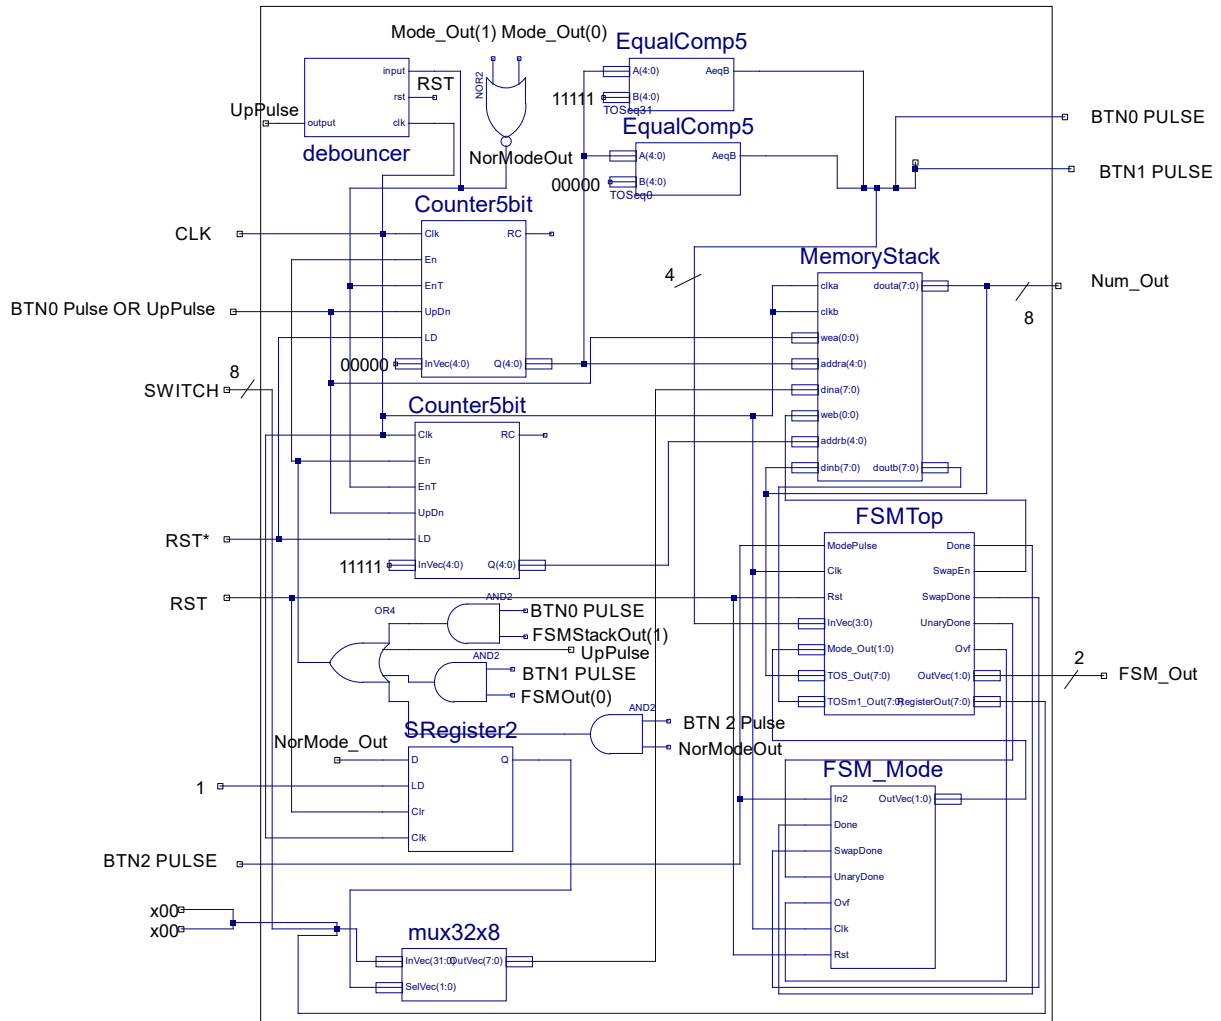 Mode_Out(1) Mode_Out(0)
EqualComp5
input
rst
clk
output
RST
UpPulse
debouncer
NOR2
NorModeOut
A(4:0)
AeqB
B(4:0)
11111
TOSeq31
EqualComp5
A(4:0)
AeqB
B(4:0)
00000
TOSeq0
BTN0 PULSE
BTN1 PULSE
Counter5bit
CLK
Clk
RC
En
EnT
UpDn
LD
InVec(4:0)
Q(4:0)
BTN0 Pulse OR UpPulse
00000
4
MemoryStack
clka
douta(7:0)
clkb
wea(0:0)
addra(4:0)
dina(7:0)
web(0:0)
addrb(4:0)
dinb(7:0)
doutb(7:0)
Num_Out
8
SWITCH
8
Counter5bit
Clk
RC
En
EnT
UpDn
LD
InVec(4:0)
Q(4:0)
RST*
11111
FSMTop
ModePulse
Done
Clk
SwapEn
Rst
SwapDone
InVec(3:0)
UnaryDone
Mode_Out(1:0)
Ovf
TOS_Out(7:0)
OutVec(1:0)
TOSm1_Out(7:0)
RegisterOut(7:0)
2
FSM_Out
RST
OR4
AND2
BTN0 PULSE
FSMStackOut(1)
UpPulse
AND2
BTN1 PULSE
FSMOut(0)
AND2
BTN 2 Pulse
NorModeOut
SRegister2
NorMode_Out
D
Q
LD
Clr
Clk
1
FSM_Mode
In2
OutVec(1:0)
Done
SwapDone
UnaryDone
Ovf
Clk
Rst
BTN2 PULSE
x00
x00
mux32x8
InVec(31:0)
OutVec(7:0)
SelVec(1:0)